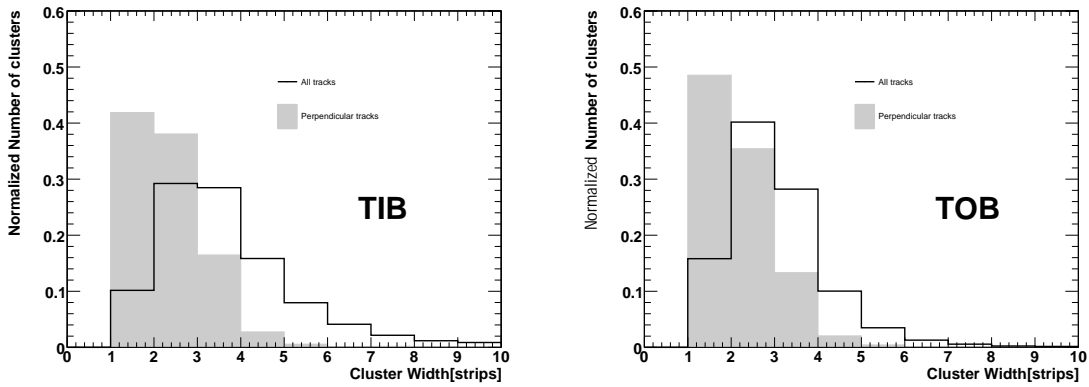 Normalized Number of clusters
0.6
0.5
0.4
0.3
0.2
0.1
0
All tracks
Perpendicular tracks
TIB
0 1 2 3 4 5 6 7 8 9 10
Cluster Width[strips]
Normalized Number of clusters
0.6
0.5
0.4
0.3
0.2
0.1
0
All tracks
Perpendicular tracks
TOB
0 1 2 3 4 5 6 7 8 9 10
Cluster Width[strips]